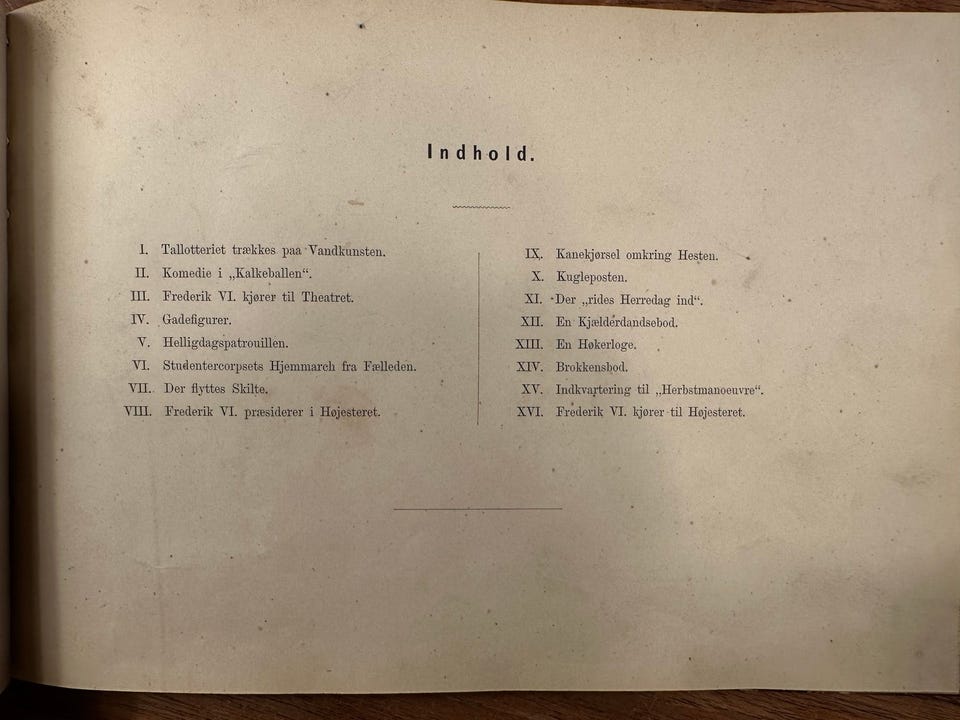 Indhold.
I. Tallotteriet trækkes paa Vandkunsten.
II. Komedie i „Kalkeballen“.
III. Frederik VI. kjører til Theatret.
IV. Gadefigurer.
V. Helligdagspatrouillen.
VI. Studentercorpsets Hjemmarch fra Fælleden.
VII. Der flyttes Skilte.
VIII. Frederik VI. præsiderer i Højesteret.
IX. Kanekjørsel omkring Hesten.
X. Kugleposten.
XI. Der „rides Herredag ind“.
XII. En Kjælderdandsebod.
XIII. En Høkerloge.
XIV. Brokkensbod.
XV. Indkvartering til „Herbstmanoeuvre“.
XVI. Frederik VI. kjører til Højesteret.